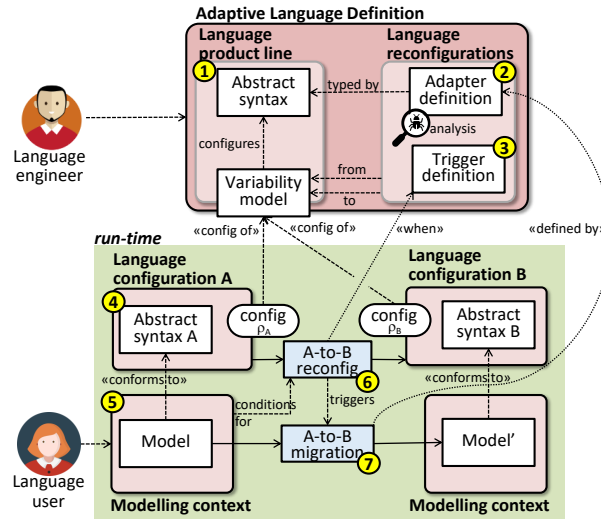 Adaptive Language Definition
Language
product line
Language
reconfigurations
1
Abstract
syntax
typed by
2
Adapter
definition
analysis
3
Trigger
definition
configures
from
to
Variability
model
Language
engineer
«config of»
«config of»
«when»
«defined by»
run-time
Language
configuration A
Language
configuration B
4
Abstract
syntax A
config
ρA
config
ρB
Abstract
syntax B
A-to-B
reconfig
6
«conforms to»
«conforms to»
5
conditions
for
triggers
Model
A-to-B
migration
7
Model’
Language
user
Modelling context
Modelling context